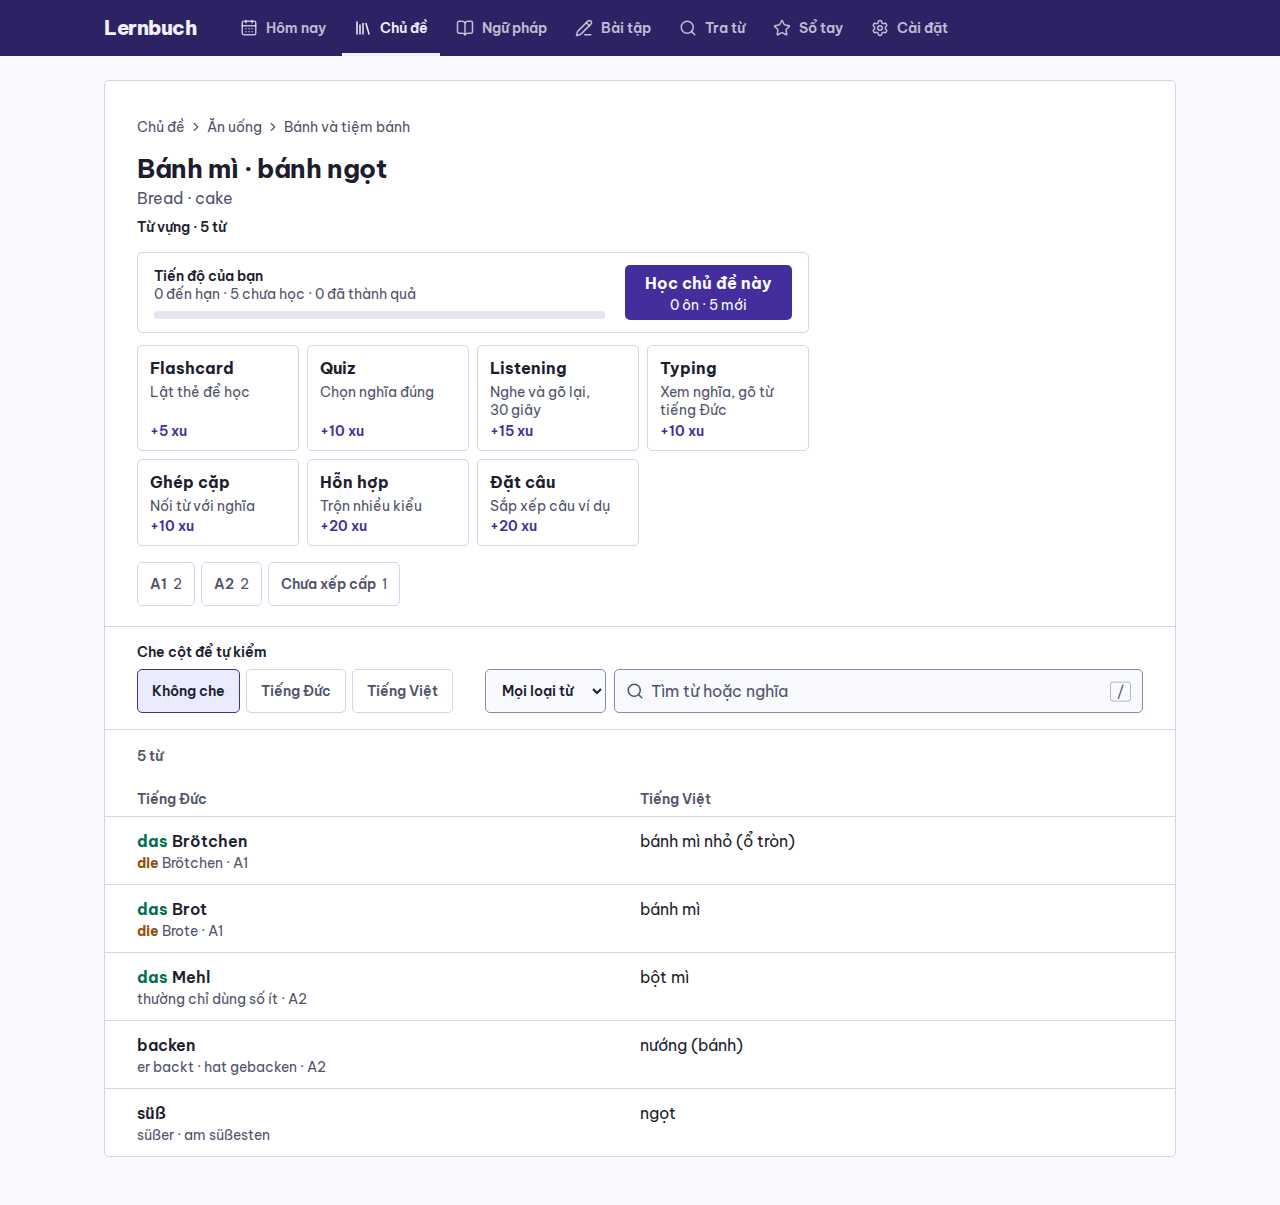 Lernbuch
Hôm nay
Chủ đề
Ngữ pháp
Bài tập
Tra từ
Sổ tay
Cài đặt
Chủ đề > Ăn uống > Bánh và tiệm bánh
Bánh mì · bánh ngọt
Bread · cake
Từ vựng · 5 từ
Tiến độ của bạn
0 đến hạn · 5 chưa học · 0 đã thành quả
Học chủ đề này
0 ôn · 5 mới
Flashcard
Lật thẻ để học
+5 xu
Quiz
Chọn nghĩa đúng
+10 xu
Listening
Nghe và gõ lại,
30 giây
+15 xu
Typing
Xem nghĩa, gõ từ
tiếng Đức
+10 xu
Ghép cặp
Nối từ với nghĩa
+10 xu
Hỗn hợp
Trộn nhiều kiểu
+20 xu
Đặt câu
Sắp xếp câu ví dụ
+20 xu
A1 2
A2 2
Chưa xếp cấp 1
Che cột để tự kiểm
Không che
Tiếng Đức
Tiếng Việt
Mọi loại từ
Tìm từ hoặc nghĩa
/
5 từ
Tiếng Đức
Tiếng Việt
das Brötchen
die Brötchen · A1
bánh mì nhỏ (ổ tròn)
das Brot
die Brote · A1
bánh mì
das Mehl
thường chỉ dùng số ít · A2
bột mì
backen
er backt · hat gebacken · A2
nướng (bánh)
süß
süßer · am süßesten
ngọt